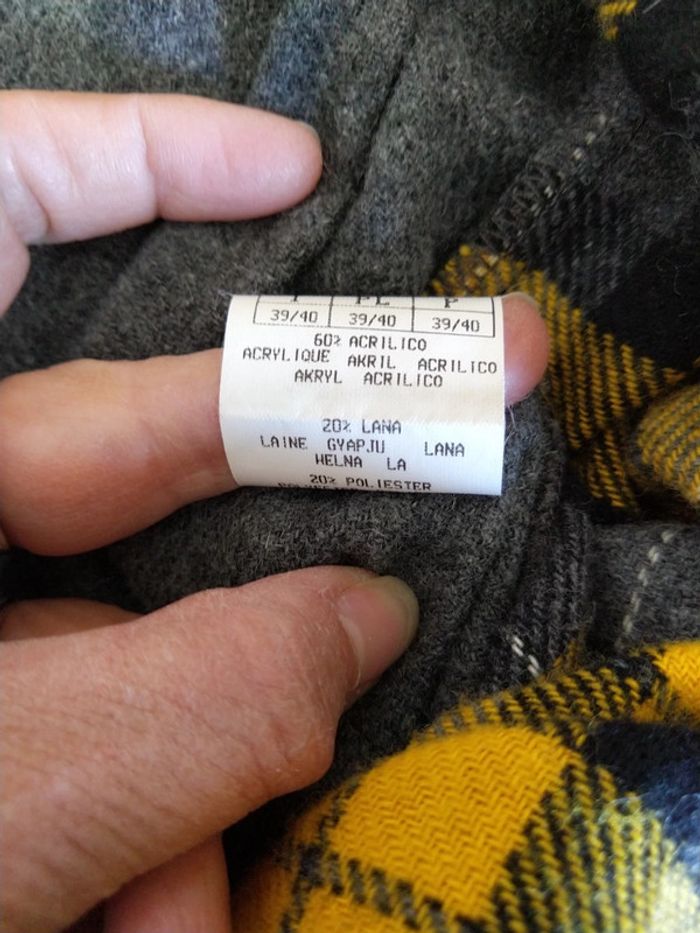 I PL P
39/40 39/40 39/40
60% ACRILICO
ACRYLIQUE AKRIL ACRILICO
AKRYL ACRILICO
20% LANA
LAINE GYAPJU LANA
WELNA LA
20% POLIESTER